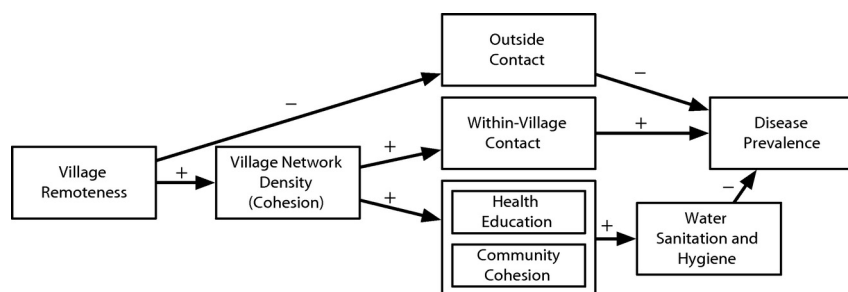 Outside
Contact
−
−
Within-Village
Contact
+
+
Disease
Prevalence
Village
Remoteness
+
Village Network
Density
(Cohesion)
+
Health
Education
Community
Cohesion
+
Water
Sanitation and
Hygiene
−